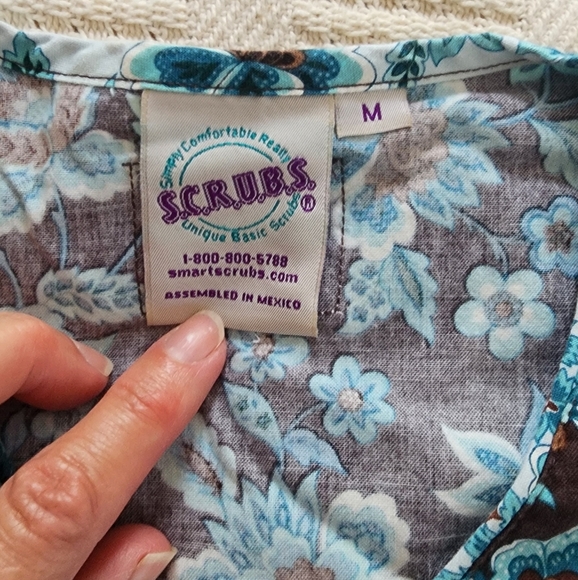 Simply Comfortable Really
S.C.R.U.B.S.®
Unique Basic Scrubs
1-800-800-5788
smartscrubs.com
ASSEMBLED IN MEXICO
M